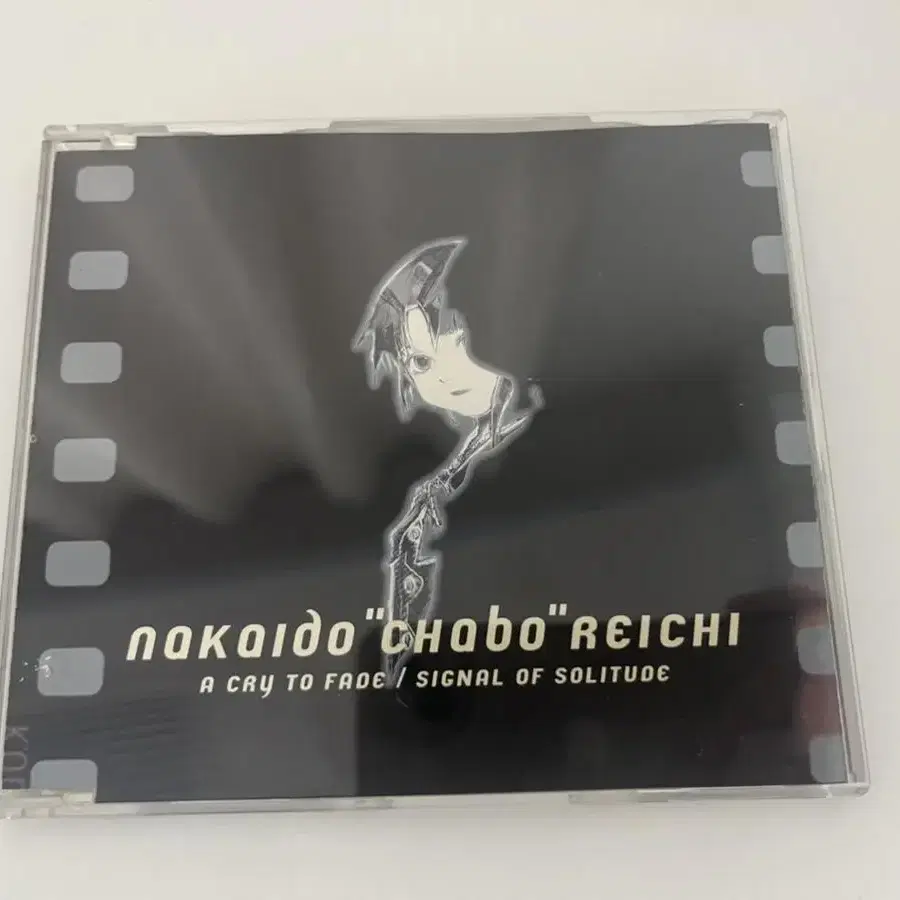 NAKAIDO "CHABO" REICHI
A CRY TO FADE / SIGNAL OF SOLITUDE